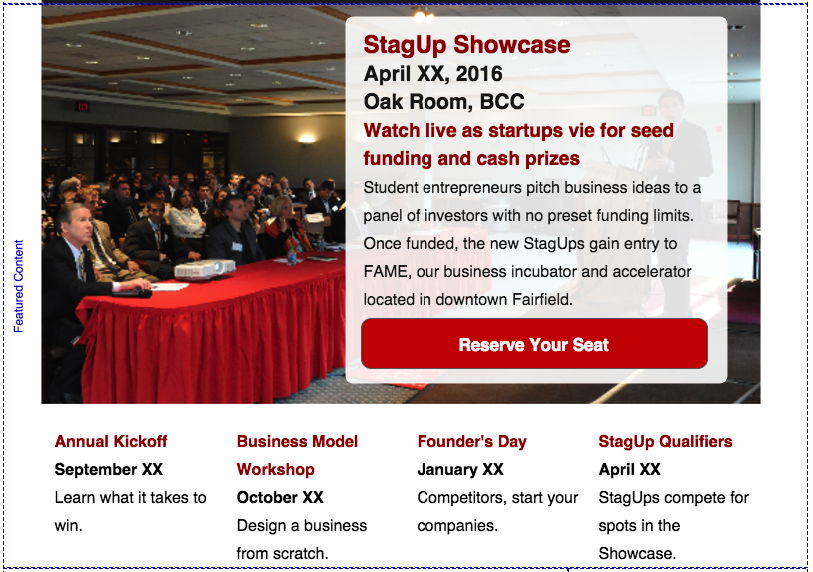 StagUp Showcase
April XX, 2016
Oak Room, BCC
Watch live as startups vie for seed
funding and cash prizes
Student entrepreneurs pitch business ideas to a
panel of investors with no preset funding limits.
Once funded, the new StagUps gain entry to
FAME, our business incubator and accelerator
located in downtown Fairfield.
Reserve Your Seat
Featured Content
Annual Kickoff
September XX
Learn what it takes to
win.
Business Model
Workshop
October XX
Design a business
from scratch.
Founder's Day
January XX
Competitors, start your
companies.
StagUp Qualifiers
April XX
StagUps compete for
spots in the
Showcase.